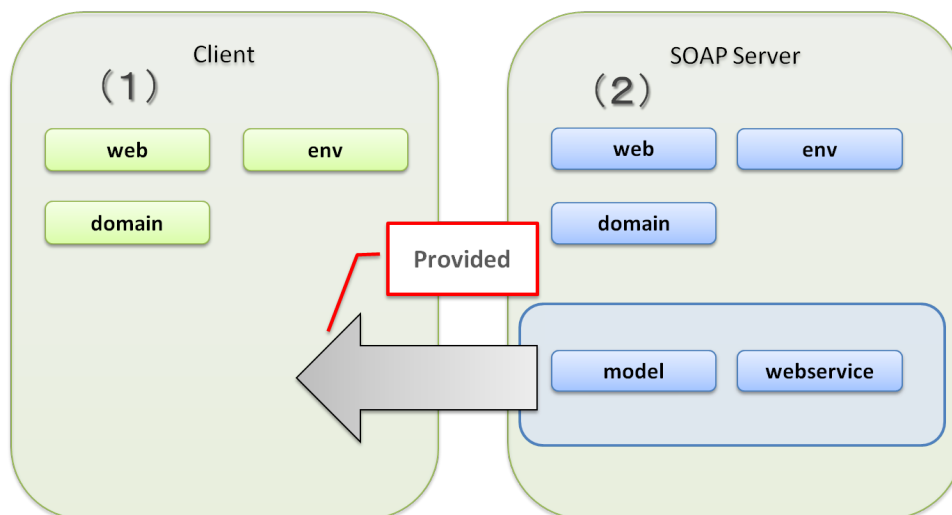 Client
（1）
web
env
domain
SOAP Server
（2）
web
env
domain
Provided
model
webservice